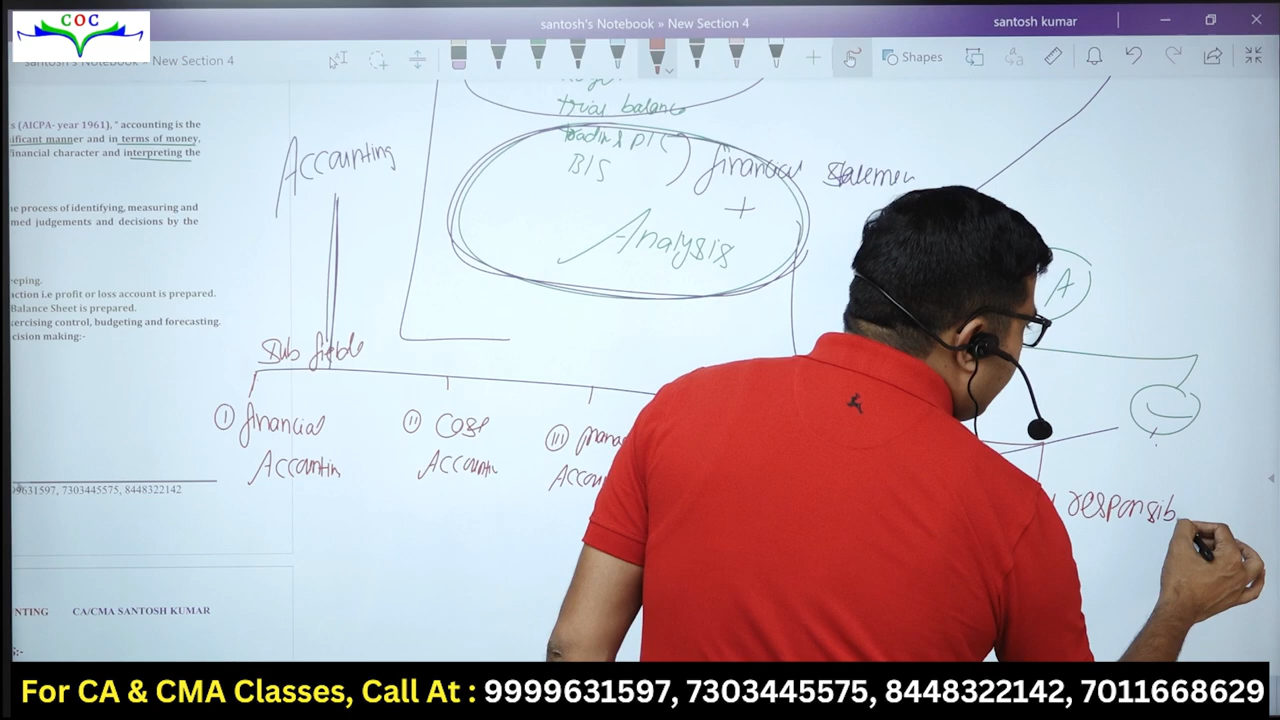 COC
santosh's Notebook » New Section 4
santosh kumar
santosh's Notebook » New Section 4
Shapes
s (AICPA- year 1961), " accounting is the
ificant manner and in terms of money,
inancial character and interpreting the
e process of identifying, measuring and
med judgements and decisions by the
eping.
ction i.e profit or loss account is prepared.
Balance Sheet is prepared.
ercising control, budgeting and forecasting.
cision making:-
9631597, 7303445575, 8448322142
NTING CA/CMA SANTOSH KUMAR
trial balance
B/S
financial
+
Analysis
Accounting
A
Sub fields
I financial
Accountin
II Cost
Accountin
III mana
Accoun
responsib
For CA & CMA Classes, Call At : 9999631597, 7303445575, 8448322142, 7011668629